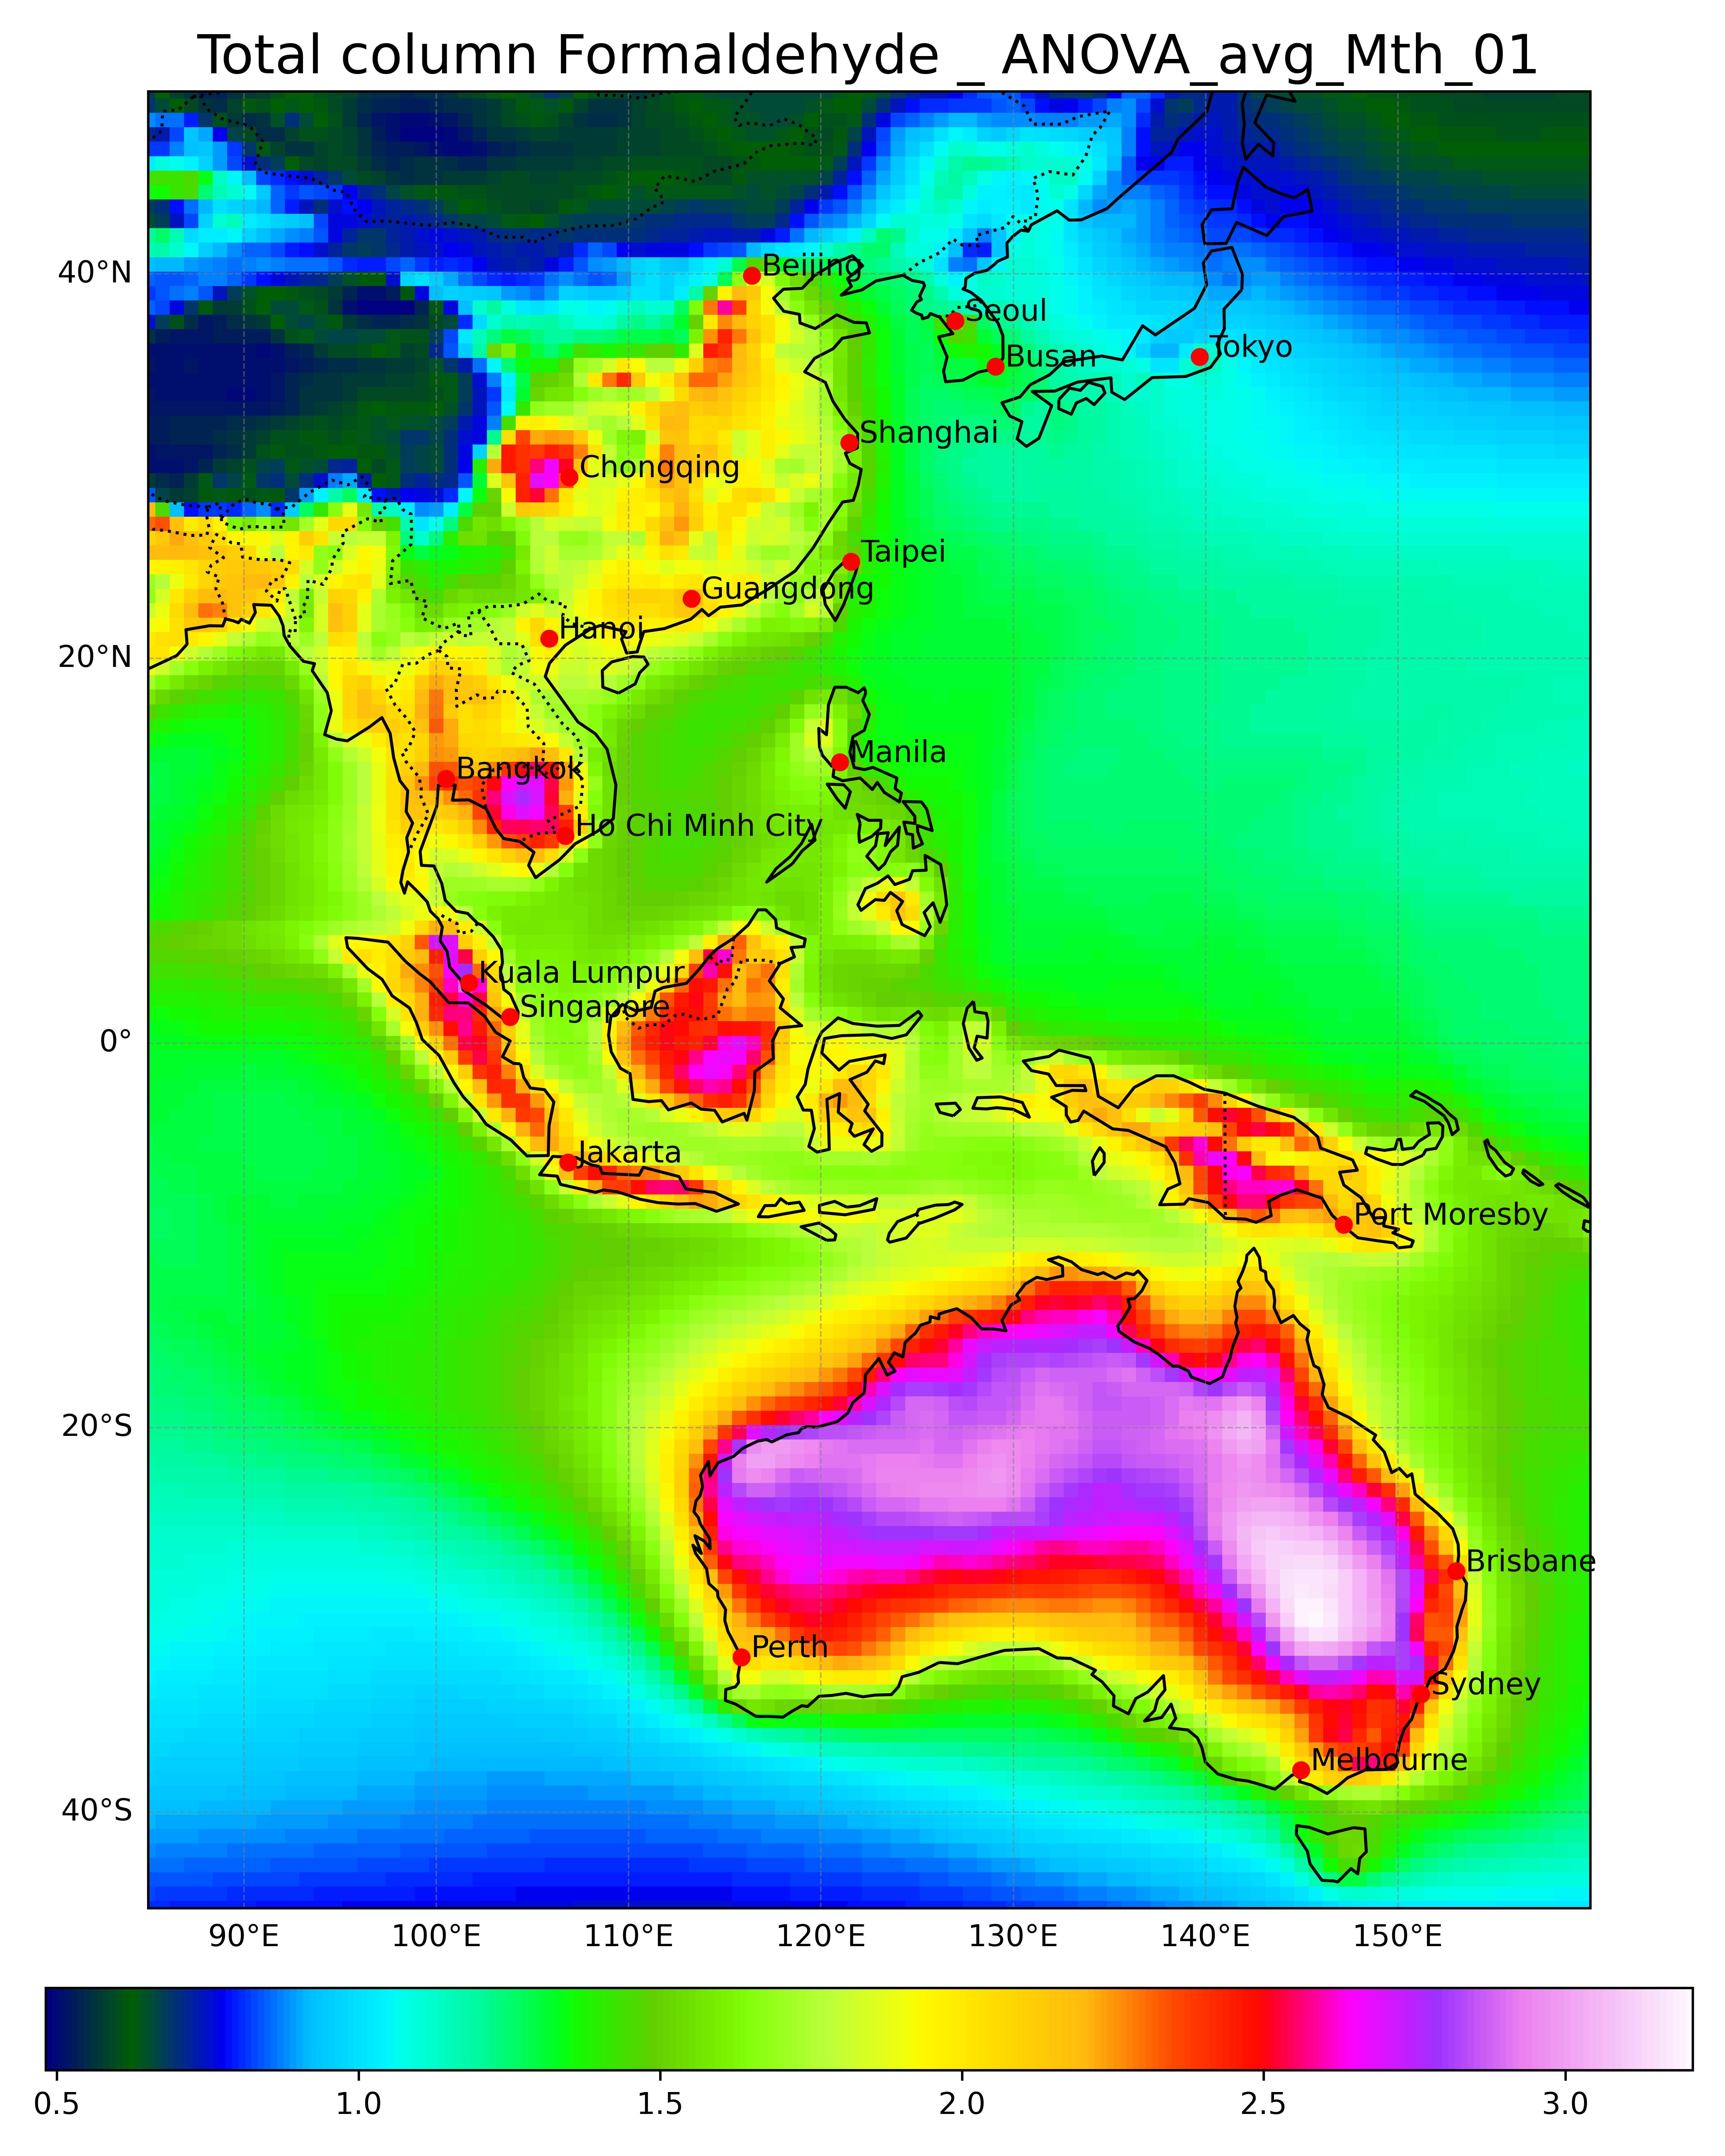 Total column Formaldehyde _ ANOVA_avg_Mth_01
Beijing
40°N
Seoul
Tokyo
Busan
Shanghai
Chongqing
Taipei
Guangdong
Hanoi
20°N
Manila
Bangkok
Ho Chi Minh City
Kuala Lumpur
Singapore
0°
Jakarta
Port Moresby
20°S
Brisbane
Perth
Sydney
Melbourne
40°S
90°E 100°E 110°E 120°E 130°E 140°E 150°E
0.5 1.0 1.5 2.0 2.5 3.0